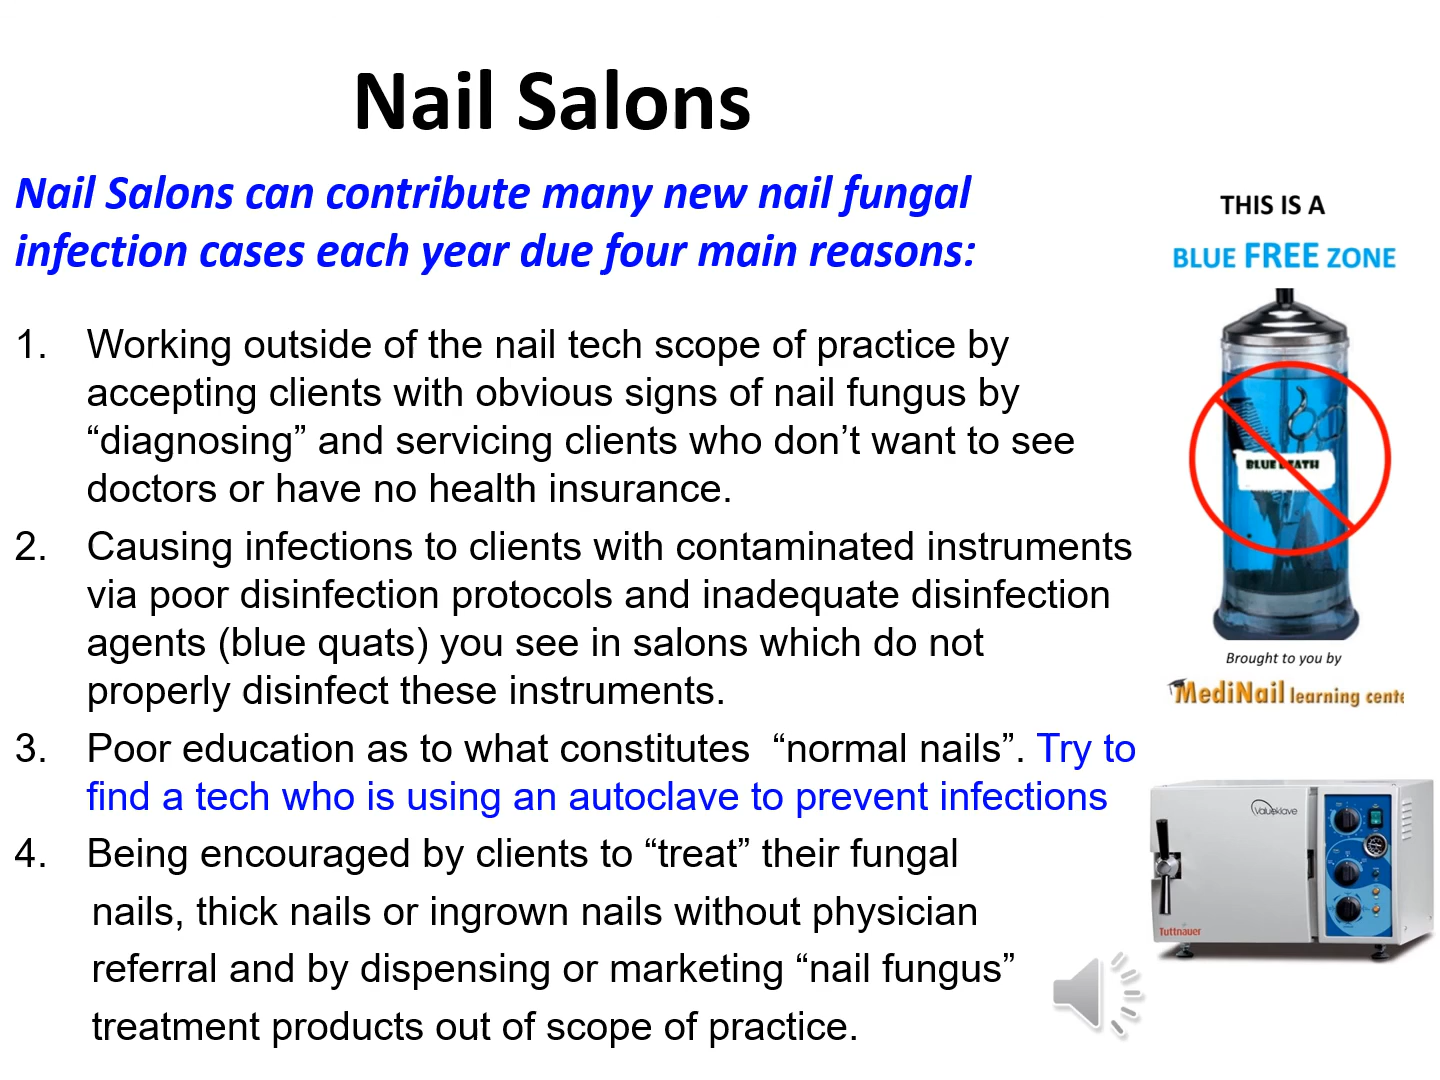 Nail Salons
Nail Salons can contribute many new nail fungal
infection cases each year due four main reasons:
1. Working outside of the nail tech scope of practice by
accepting clients with obvious signs of nail fungus by
“diagnosing” and servicing clients who don’t want to see
doctors or have no health insurance.
2. Causing infections to clients with contaminated instruments
via poor disinfection protocols and inadequate disinfection
agents (blue quats) you see in salons which do not
properly disinfect these instruments.
3. Poor education as to what constitutes “normal nails”. Try to
find a tech who is using an autoclave to prevent infections
4. Being encouraged by clients to “treat” their fungal
nails, thick nails or ingrown nails without physician
referral and by dispensing or marketing “nail fungus”
treatment products out of scope of practice.
THIS IS A
BLUE FREE ZONE
BLUE DEATH
Brought to you by
MediNail learning cente
Valueklave
Tuttnauer